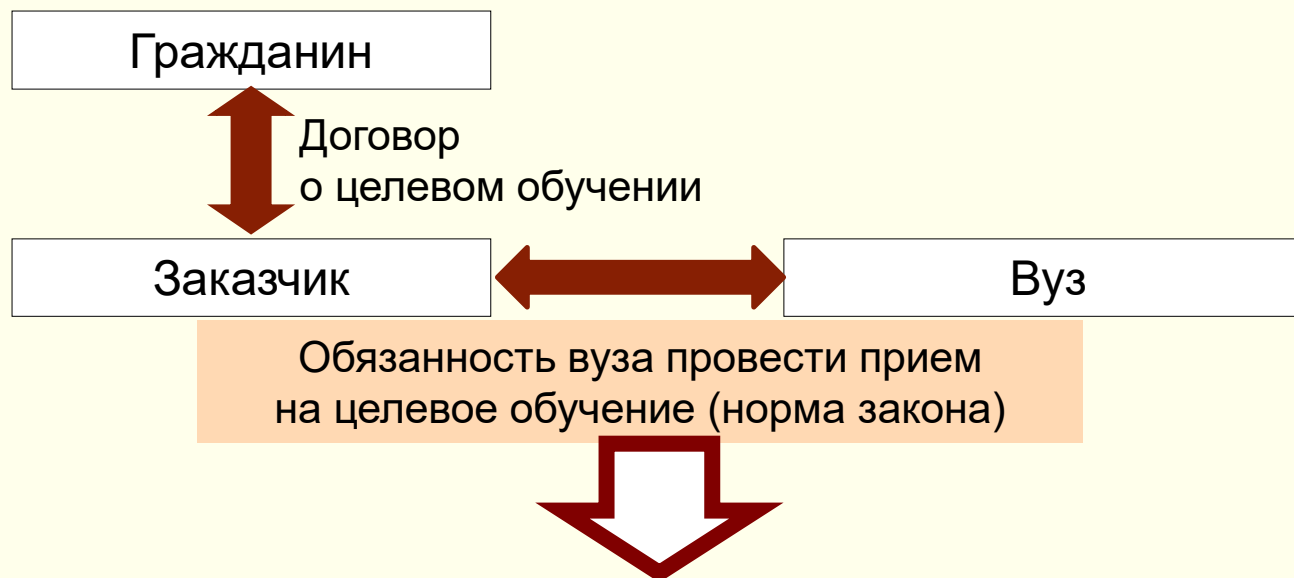 Гражданин
Договор
о целевом обучении
Заказчик
Вуз
Обязанность вуза провести прием
на целевое обучение (норма закона)